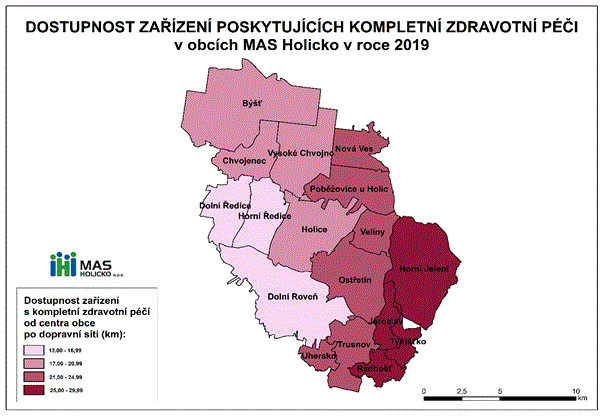 DOSTUPNOST ZAŘÍZENÍ POSKYTUJÍCÍCH KOMPLETNÍ ZDRAVOTNÍ PÉČI
v obcích MAS Holicko v roce 2019
Býšť
Vysoké Chvojno
Nová Ves
Chvojenec
Poběžovice u Holic
Dolní Ředice
Horní Ředice
Holice
Veliny
Horní Jelení
Ostřetín
Dolní Roveň
Jaroslav
Týnišťko
Trusnov
Uhersko
Radhošť
MAS
HOLICKO o.p.s.
Dostupnost zařízení
s kompletní zdravotní péčí
od centra obce
po dopravní síti (km):
13,00 - 16,99
17,00 - 20,99
21,00 - 24,99
25,00 - 29,99
0 2,5 5 10
km